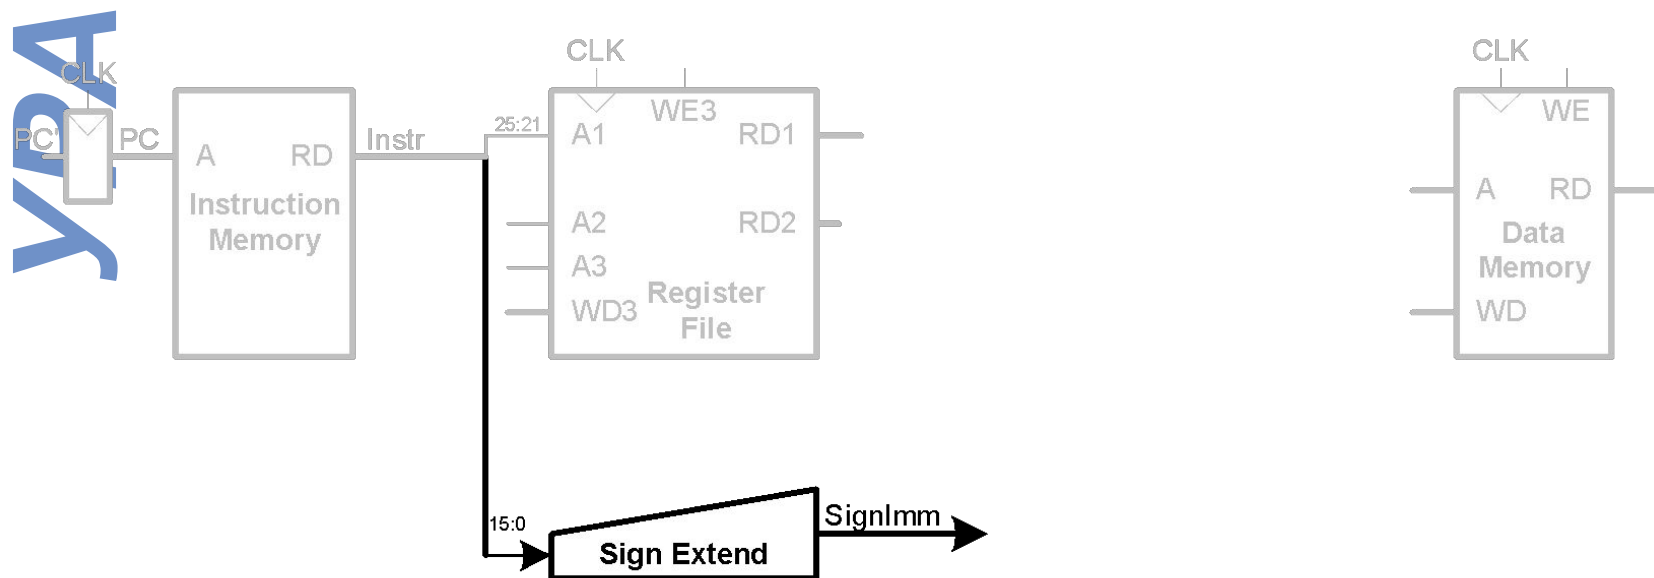 УРА
CLK
PC'
PC
A
RD
Instruction
Memory
Instr
25:21
CLK
WE3
A1
RD1
A2
RD2
A3
WD3
Register
File
15:0
Sign Extend
SignImm
CLK
WE
A
RD
Data
Memory
WD